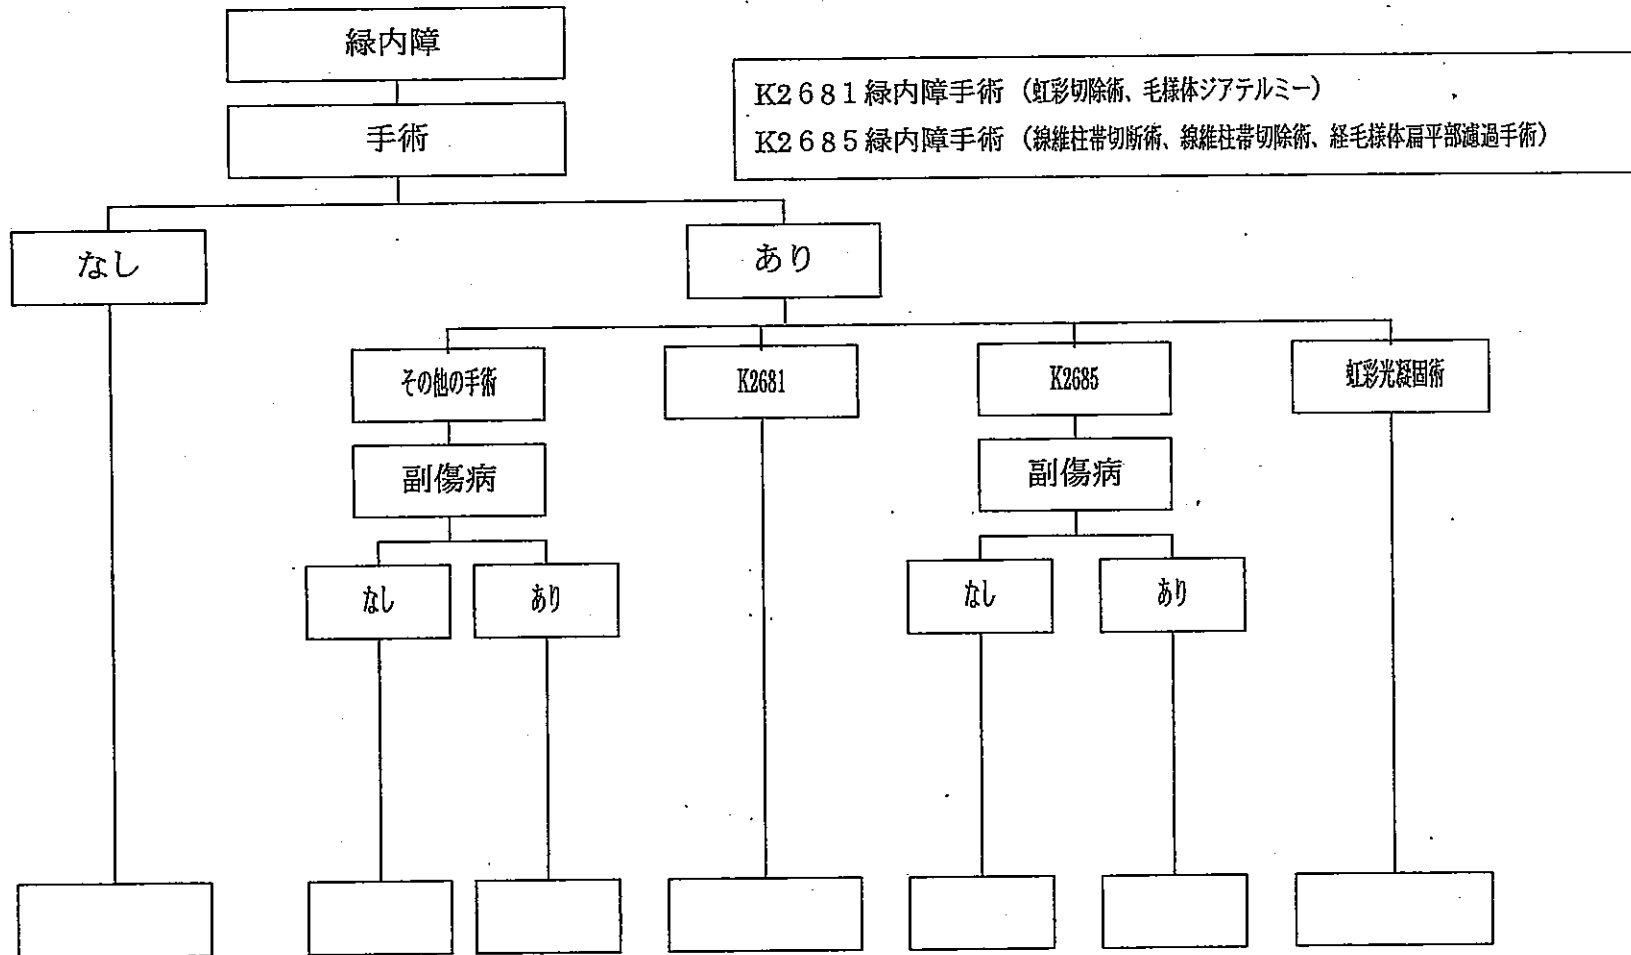 緑内障
K2681緑内障手術（虹彩切除術、毛様体ジアテルミー）
K2685緑内障手術（線維柱帯切断術、線維柱帯切除術、経毛様体扁平部濾過手術）
手術
なし
あり
その他の手術
K2681
K2685
虹彩光凝固術
副傷病
副傷病
なし
あり
なし
あり